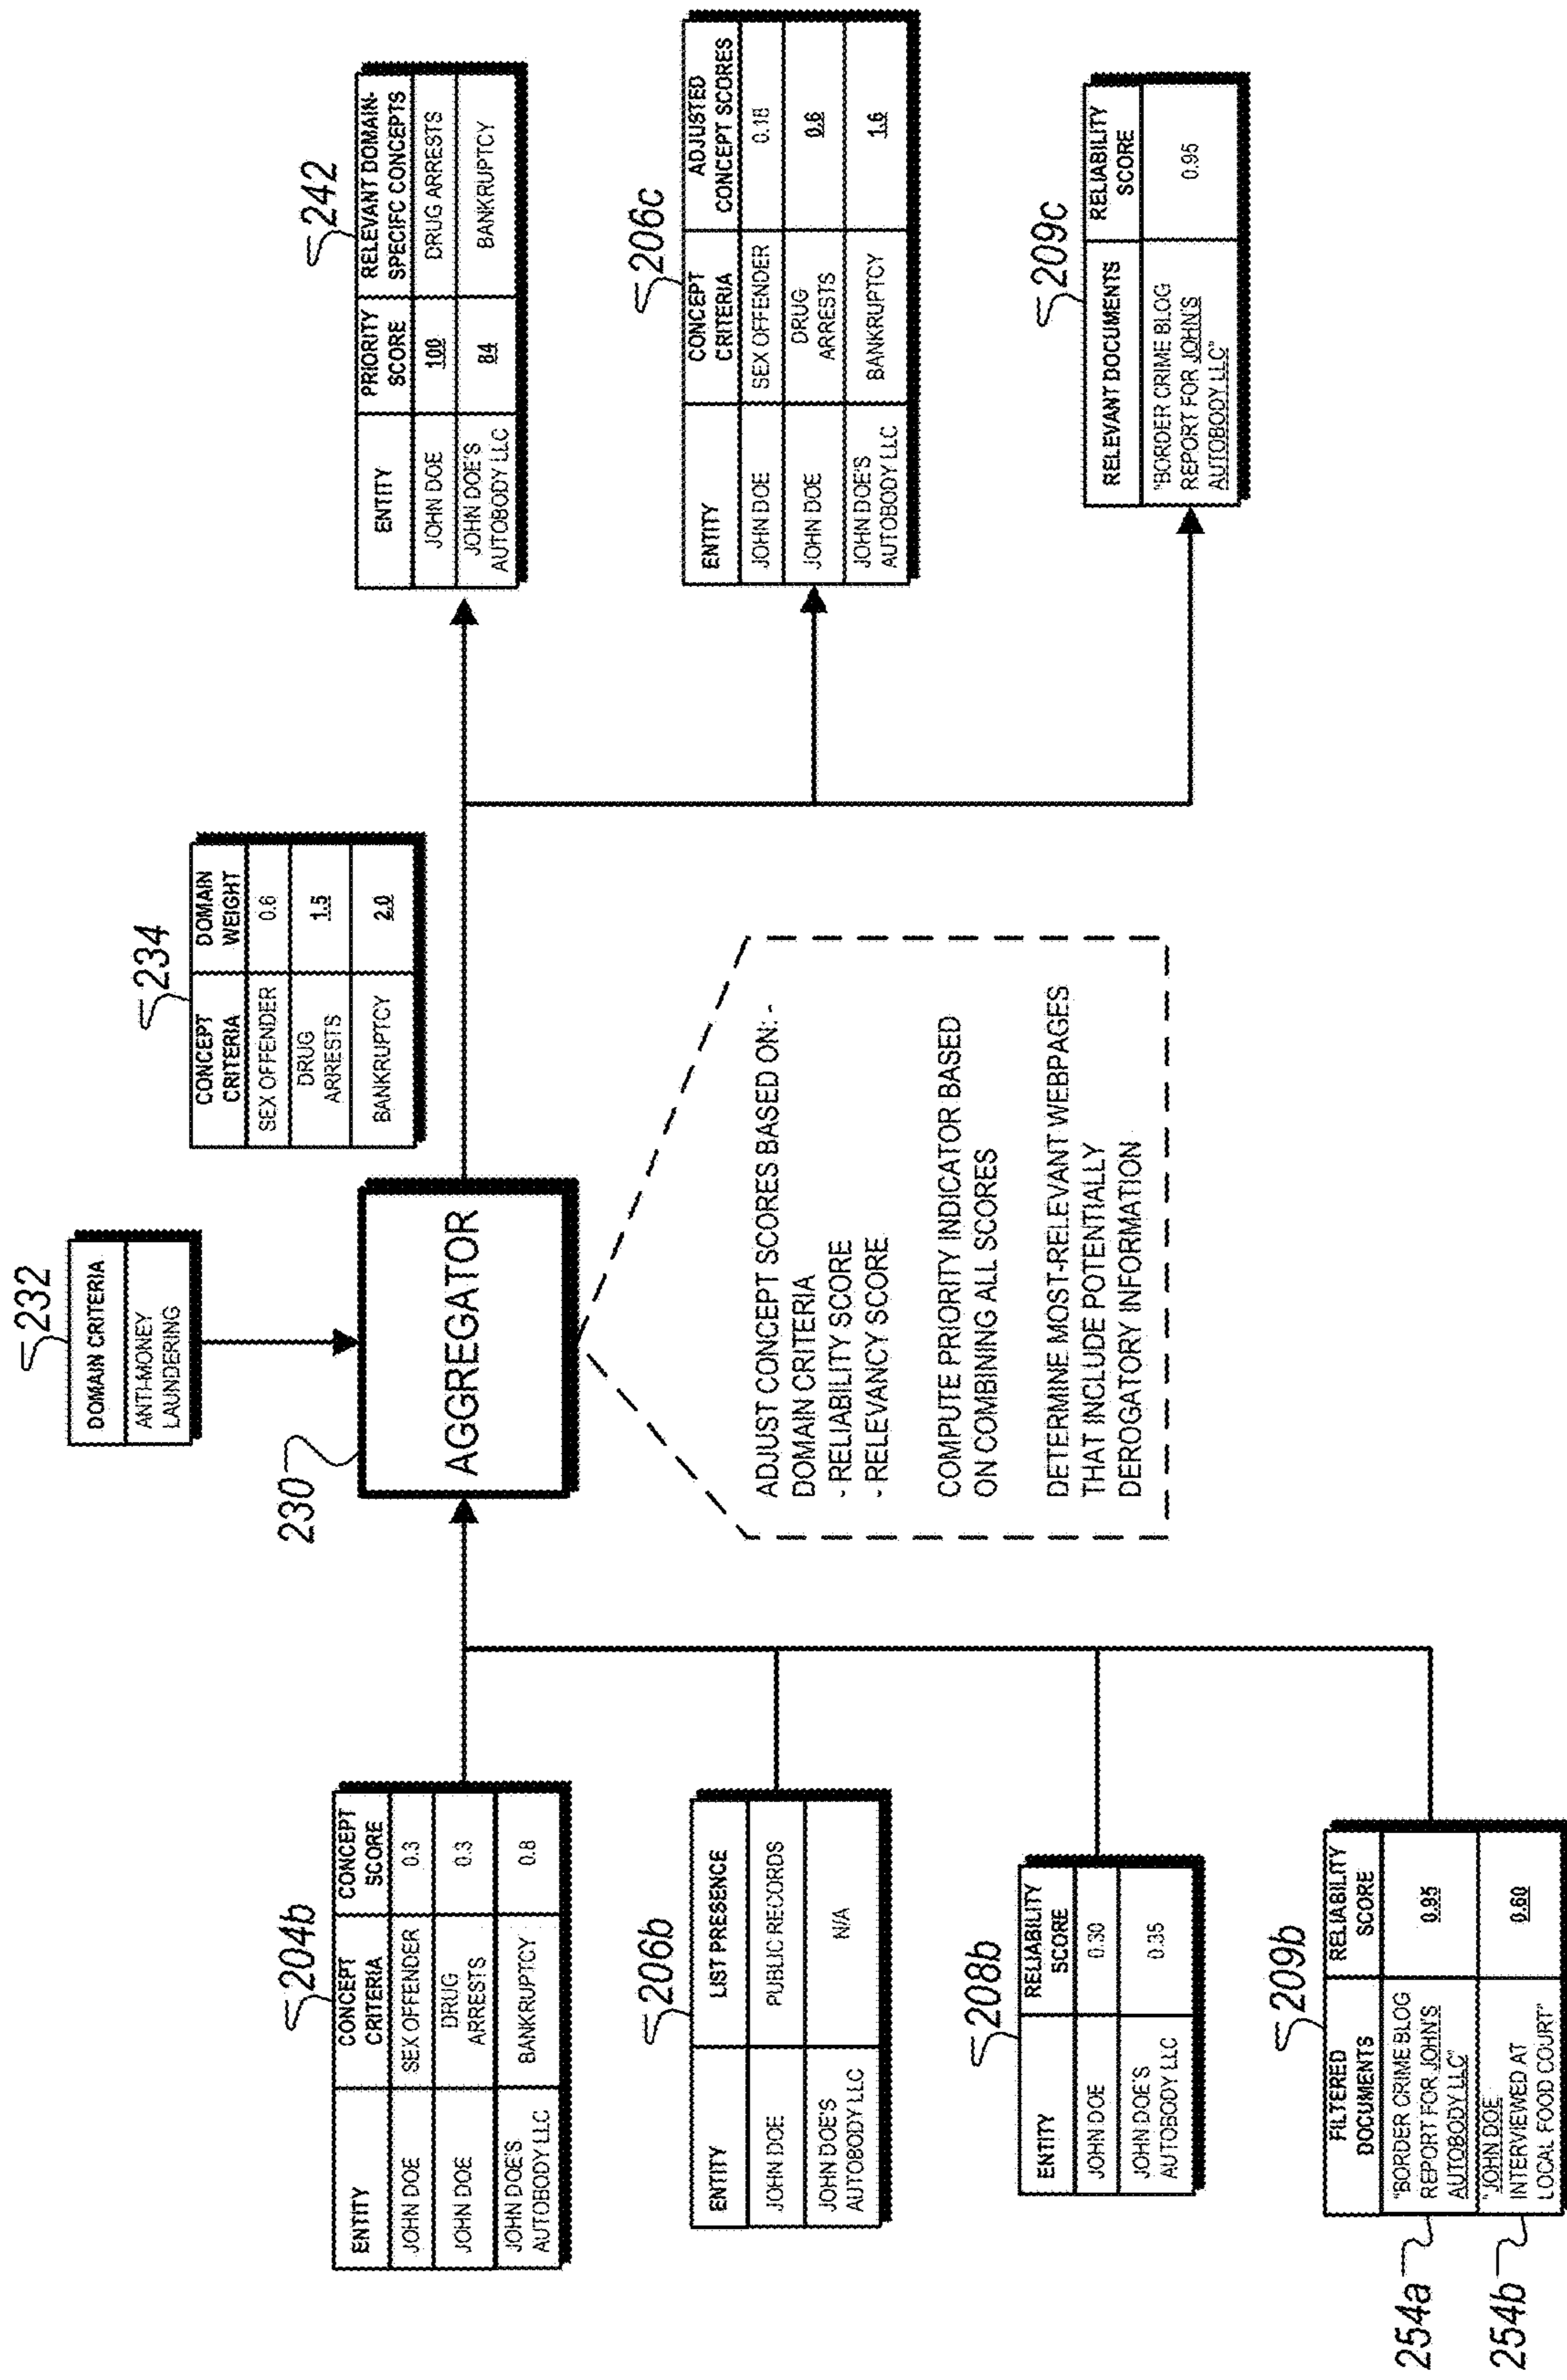 232
DOMAIN CRITERIA
ANTI-MONEY
LAUNDERING
230
AGGREGATOR
234
CONCEPT
CRITERIA
DOMAIN
WEIGHT
SEX OFFENDER
0.6
DRUG
ARRESTS
1.5
BANKRUPTCY
2.0
204b
ENTITY
CONCEPT
CRITERIA
CONCEPT
SCORE
JOHN DOE
SEX OFFENDER
0.3
JOHN DOE
DRUG
ARRESTS
0.3
JOHN DOE'S
AUTOBODY LLC
BANKRUPTCY
0.8
206b
ENTITY
LIST PRESENCE
JOHN DOE
PUBLIC RECORDS
JOHN DOE'S
AUTOBODY LLC
N/A
208b
ENTITY
RELIABILITY
SCORE
JOHN DOE
0.30
JOHN DOE'S
AUTOBODY LLC
0.35
209b
FILTERED
DOCUMENTS
RELIABILITY
SCORE
254a
"BORDER CRIME BLOG
REPORT FOR JOHN'S
AUTOBODY LLC"
0.95
254b
"JOHN DOE
INTERVIEWED AT
LOCAL FOOD COURT"
0.60
ADJUST CONCEPT SCORES BASED ON: -
DOMAIN CRITERIA
- RELIABILITY SCORE
- RELEVANCY SCORE
COMPUTE PRIORITY INDICATOR BASED
ON COMBINING ALL SCORES
DETERMINE MOST-RELEVANT WEBPAGES
THAT INCLUDE POTENTIALLY
DEROGATORY INFORMATION
242
ENTITY
PRIORITY
SCORE
RELEVANT DOMAIN-
SPECIFC CONCEPTS
JOHN DOE
100
DRUG ARRESTS
JOHN DOE'S
AUTOBODY LLC
84
BANKRUPTCY
206c
ENTITY
CONCEPT
CRITERIA
ADJUSTED
CONCEPT SCORES
JOHN DOE
SEX OFFENDER
0.18
JOHN DOE
DRUG
ARRESTS
0.6
JOHN DOE'S
AUTOBODY LLC
BANKRUPTCY
1.6
209c
RELEVANT DOCUMENTS
RELIABILITY
SCORE
"BORDER CRIME BLOG
REPORT FOR JOHN'S
AUTOBODY LLC"
0.95